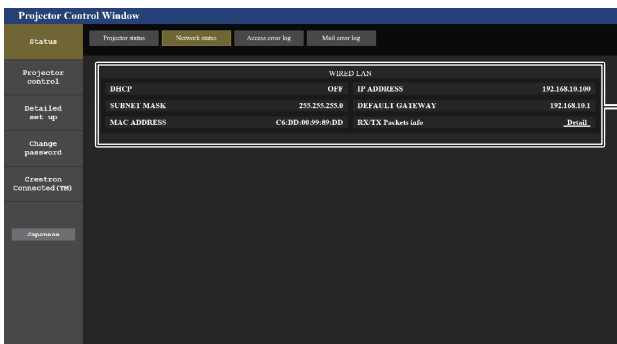 Projector Control Window
Status
Projector status
Network status
Access error log
Mail error log
Projector control
Detailed set up
Change password
Crestron Connected(TM)
Japanese
WIRED LAN
DHCP OFF IP ADDRESS 192.168.10.100
SUBNET MASK 255.255.255.0 DEFAULT GATEWAY 192.168.10.1
MAC ADDRESS C6:DD:00:99:89:DD RX/TX Packets info Detail